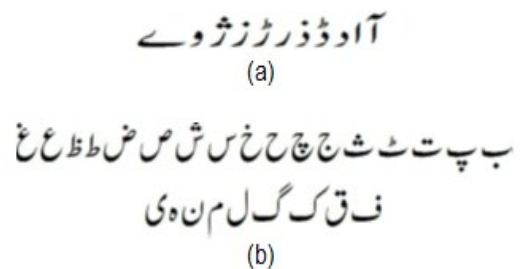 آ ا د ڈ ذ ر ڑ ز ژ و ے
(a)
ب پ ت ٹ ث ج چ ح خ س ش ص ض ط ظ ع غ
ف ق ک گ ل م ن ہ ی
(b)